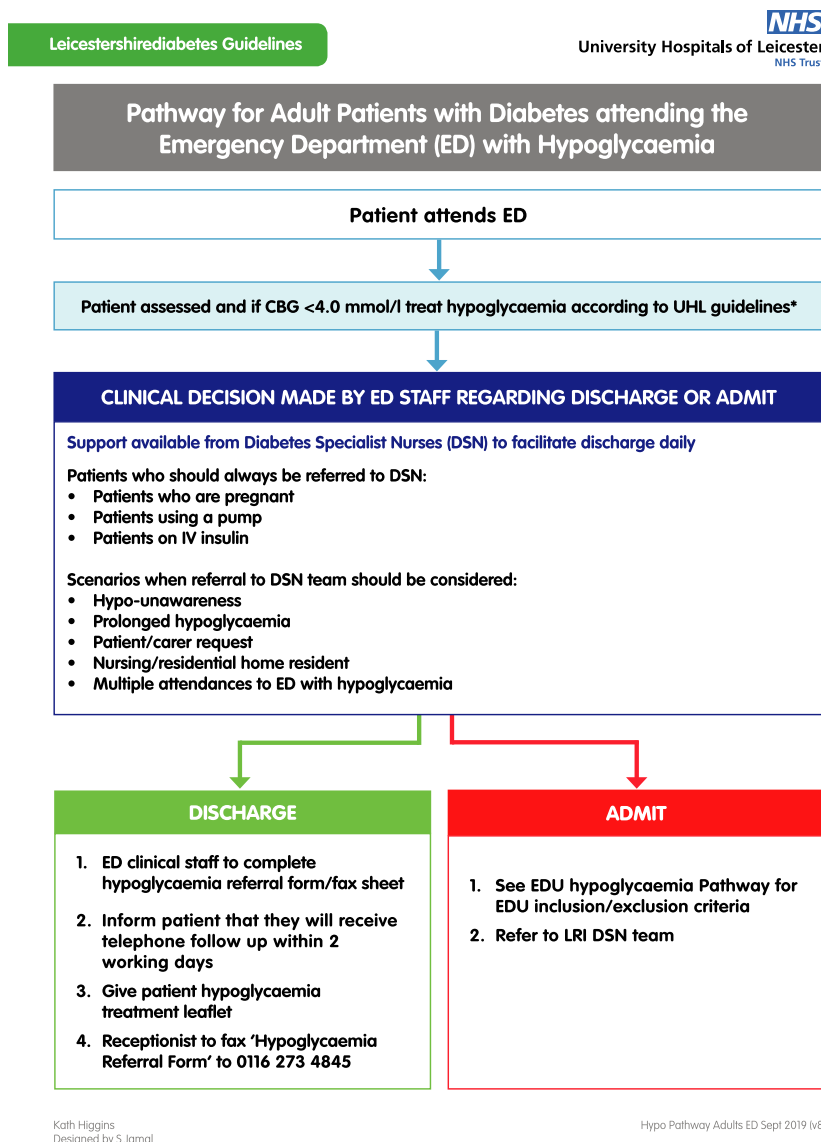 Leicestershirediabetes Guidelines
NHS
University Hospitals of Leicester
NHS Trust
Pathway for Adult Patients with Diabetes attending the
Emergency Department (ED) with Hypoglycaemia
Patient attends ED
Patient assessed and if CBG <4.0 mmol/l treat hypoglycaemia according to UHL guidelines*
CLINICAL DECISION MADE BY ED STAFF REGARDING DISCHARGE OR ADMIT
Support available from Diabetes Specialist Nurses (DSN) to facilitate discharge daily
Patients who should always be referred to DSN:
• Patients who are pregnant
• Patients using a pump
• Patients on IV insulin
Scenarios when referral to DSN team should be considered:
• Hypo-unawareness
• Prolonged hypoglycaemia
• Patient/carer request
• Nursing/residential home resident
• Multiple attendances to ED with hypoglycaemia
DISCHARGE
1. ED clinical staff to complete
hypoglycaemia referral form/fax sheet
2. Inform patient that they will receive
telephone follow up within 2
working days
3. Give patient hypoglycaemia
treatment leaflet
4. Receptionist to fax 'Hypoglycaemia
Referral Form' to 0116 273 4845
ADMIT
1. See EDU hypoglycaemia Pathway for
EDU inclusion/exclusion criteria
2. Refer to LRI DSN team
Kath Higgins
Designed by S Jamal
Hypo Pathway Adults ED Sept 2019 (v8